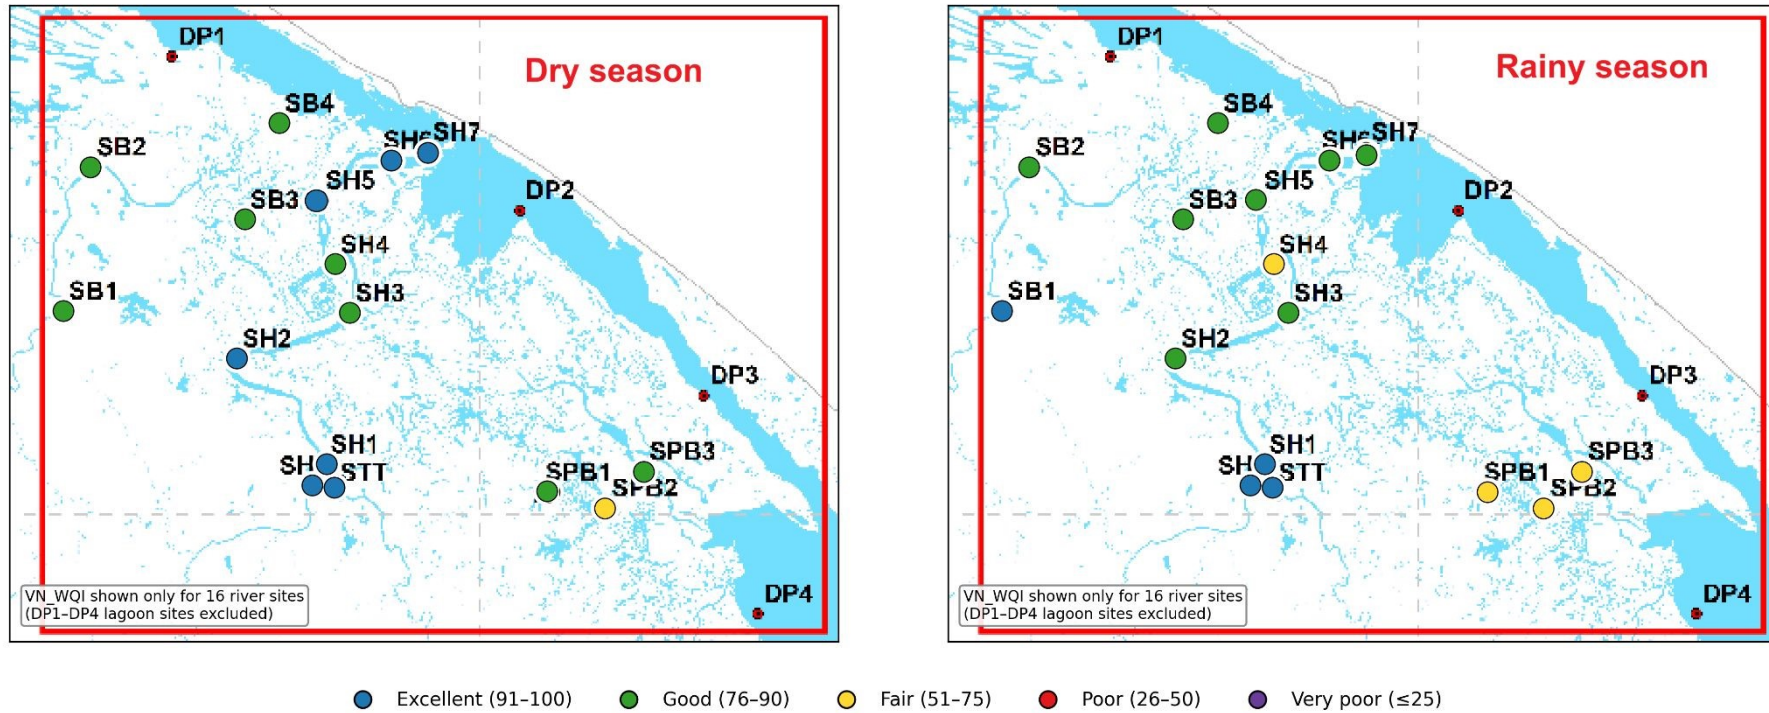 DP1
Dry season
SB4
SH7
SB2
SH5
DP2
SB3
SH4
SB1
SH3
SH2
DP3
SH1
SPB3
SH
STT
SPB1
SPB2
DP4
VN_WQI shown only for 16 river sites
(DP1–DP4 lagoon sites excluded)
DP1
Rainy season
SB4
SH7
SB2
SH5
DP2
SB3
SH4
SB1
SH3
SH2
DP3
SH1
SPB3
SH
STT
SPB1
SPB2
DP4
VN_WQI shown only for 16 river sites
(DP1–DP4 lagoon sites excluded)
Excellent (91–100) Good (76–90) Fair (51–75) Poor (26–50) Very poor (≤25)